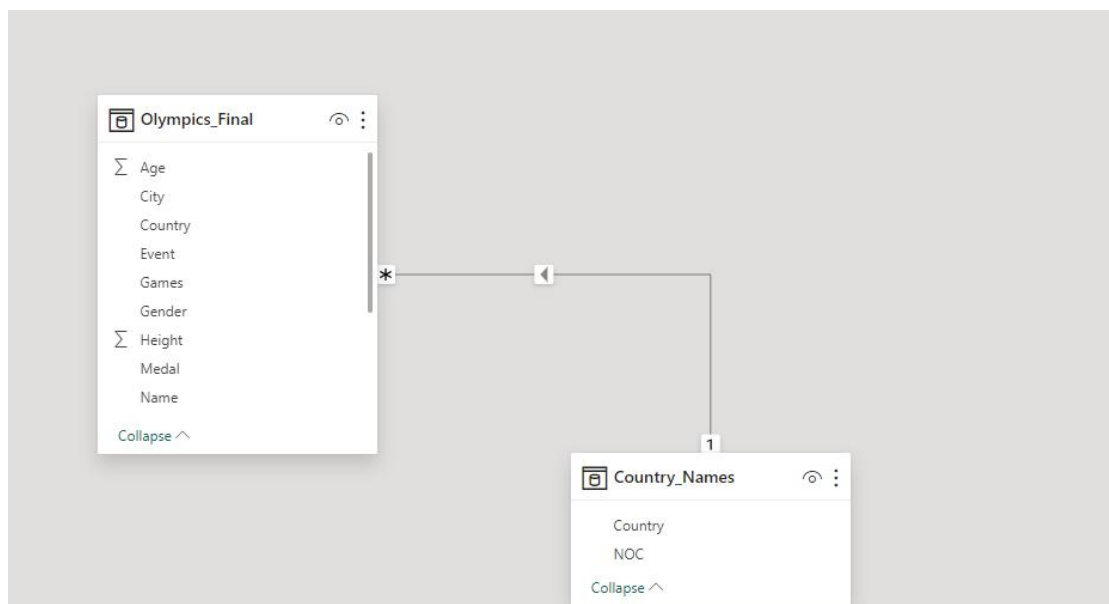 Olympics_Final
Σ Age
City
Country
Event
Games
Gender
Σ Height
Medal
Name
Collapse
*
1
Country_Names
Country
NOC
Collapse